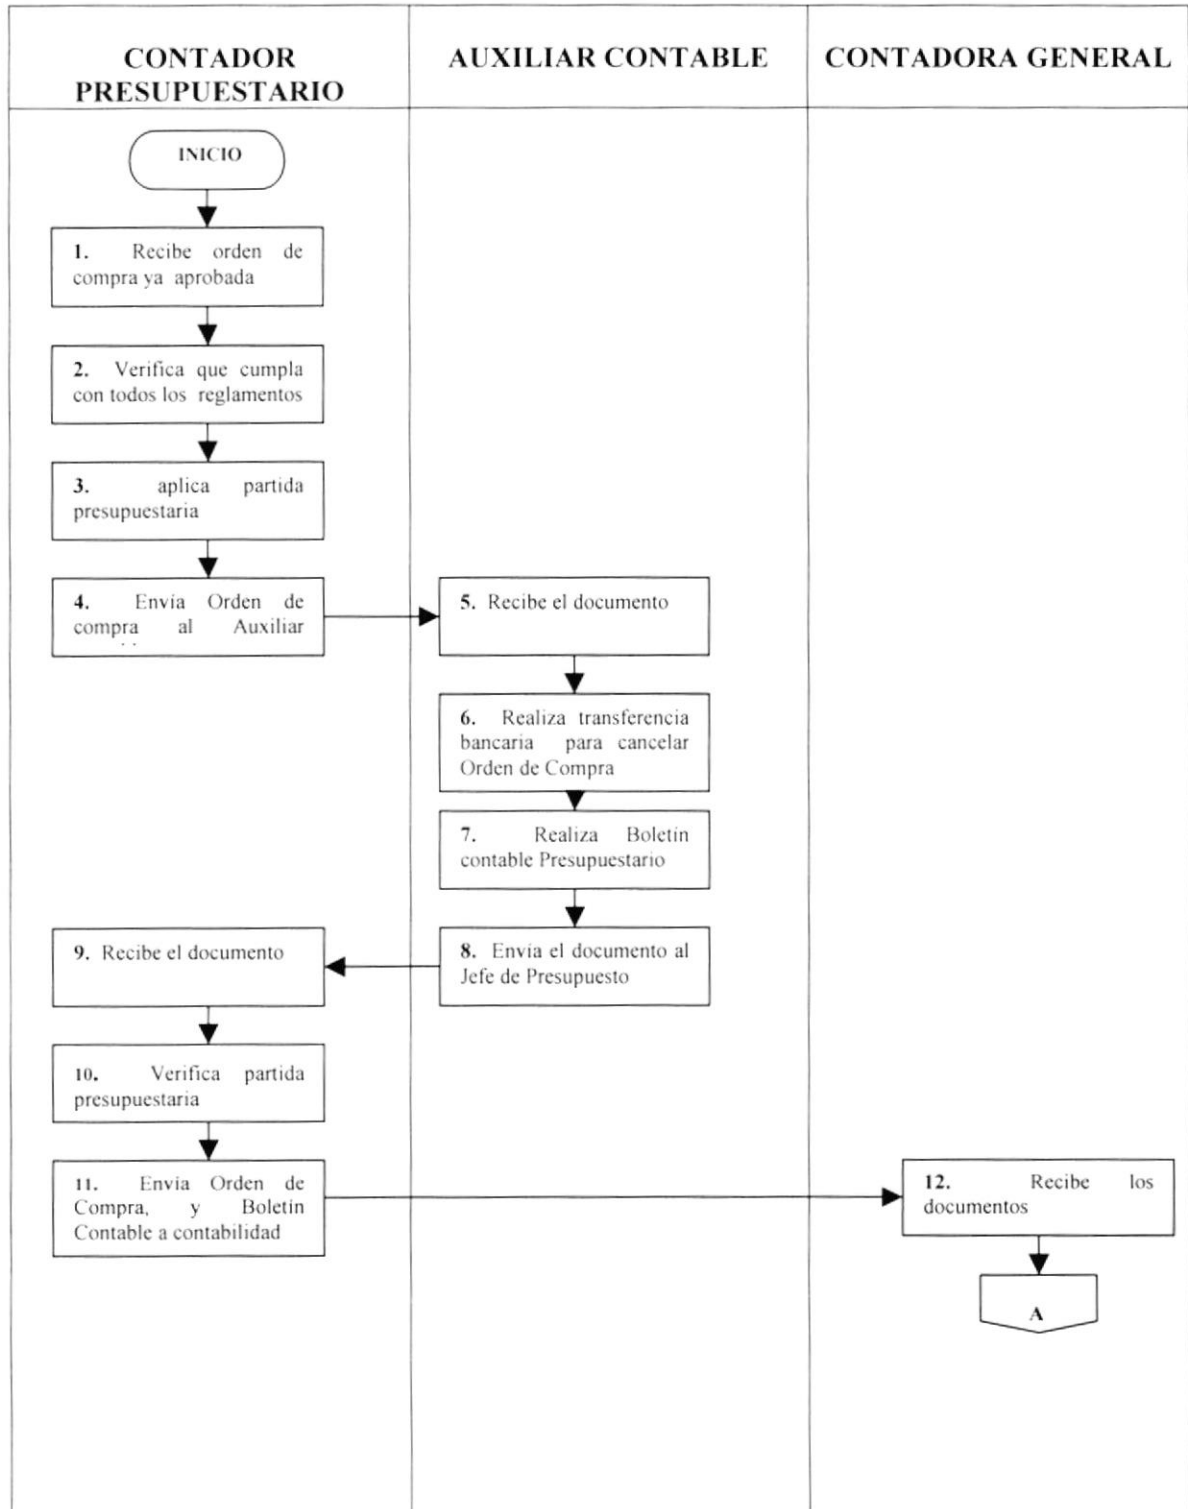 CONTADOR
PRESUPUESTARIO
AUXILIAR CONTABLE
CONTADORA GENERAL
INICIO
1. Recibe orden de
compra ya aprobada
2. Verifica que cumpla
con todos los reglamentos
3. aplica partida
presupuestaria
4. Envía Orden de
compra al Auxiliar
5. Recibe el documento
6. Realiza transferencia
bancaria para cancelar
Orden de Compra
7. Realiza Boletín
contable Presupuestario
8. Envía el documento al
Jefe de Presupuesto
9. Recibe el documento
10. Verifica partida
presupuestaria
11. Envía Orden de
Compra, y Boletín
Contable a contabilidad
12. Recibe los
documentos
A